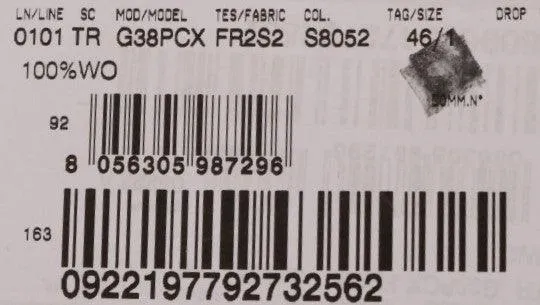 LN/LINE SC MOD/MODEL TES/FABRIC COL. TAG/SIZE DROP
0101 TR G38PCX FR2S2 S8052 46/1
100%WO
92
8 056305 987296
163
0922197792732562